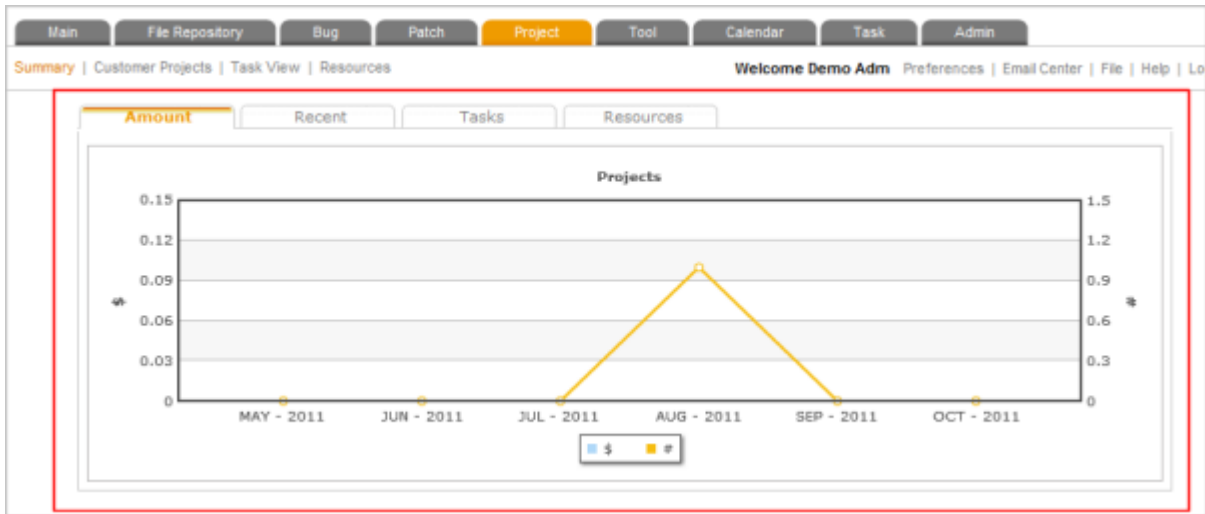 Main File Repository Bug Patch Project Tool Calendar Task Admin
Summary | Customer Projects | Task View | Resources Welcome Demo Adm Preferences | Email Center | File | Help | Lo
Amount Recent Tasks Resources
Projects
0.15 1.5
0.12 1.2
0.09 0.9
$ #
0.06 0.6
0.03 0.3
0 0
MAY - 2011 JUN - 2011 JUL - 2011 AUG - 2011 SEP - 2011 OCT - 2011
$ #